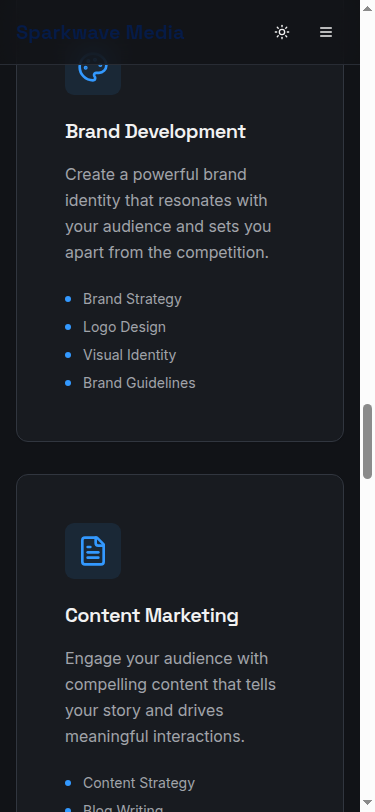 Sparkwave Media
Brand Development
Create a powerful brand
identity that resonates with
your audience and sets you
apart from the competition.
Brand Strategy
Logo Design
Visual Identity
Brand Guidelines
Content Marketing
Engage your audience with
compelling content that tells
your story and drives
meaningful interactions.
Content Strategy
Blog Writing